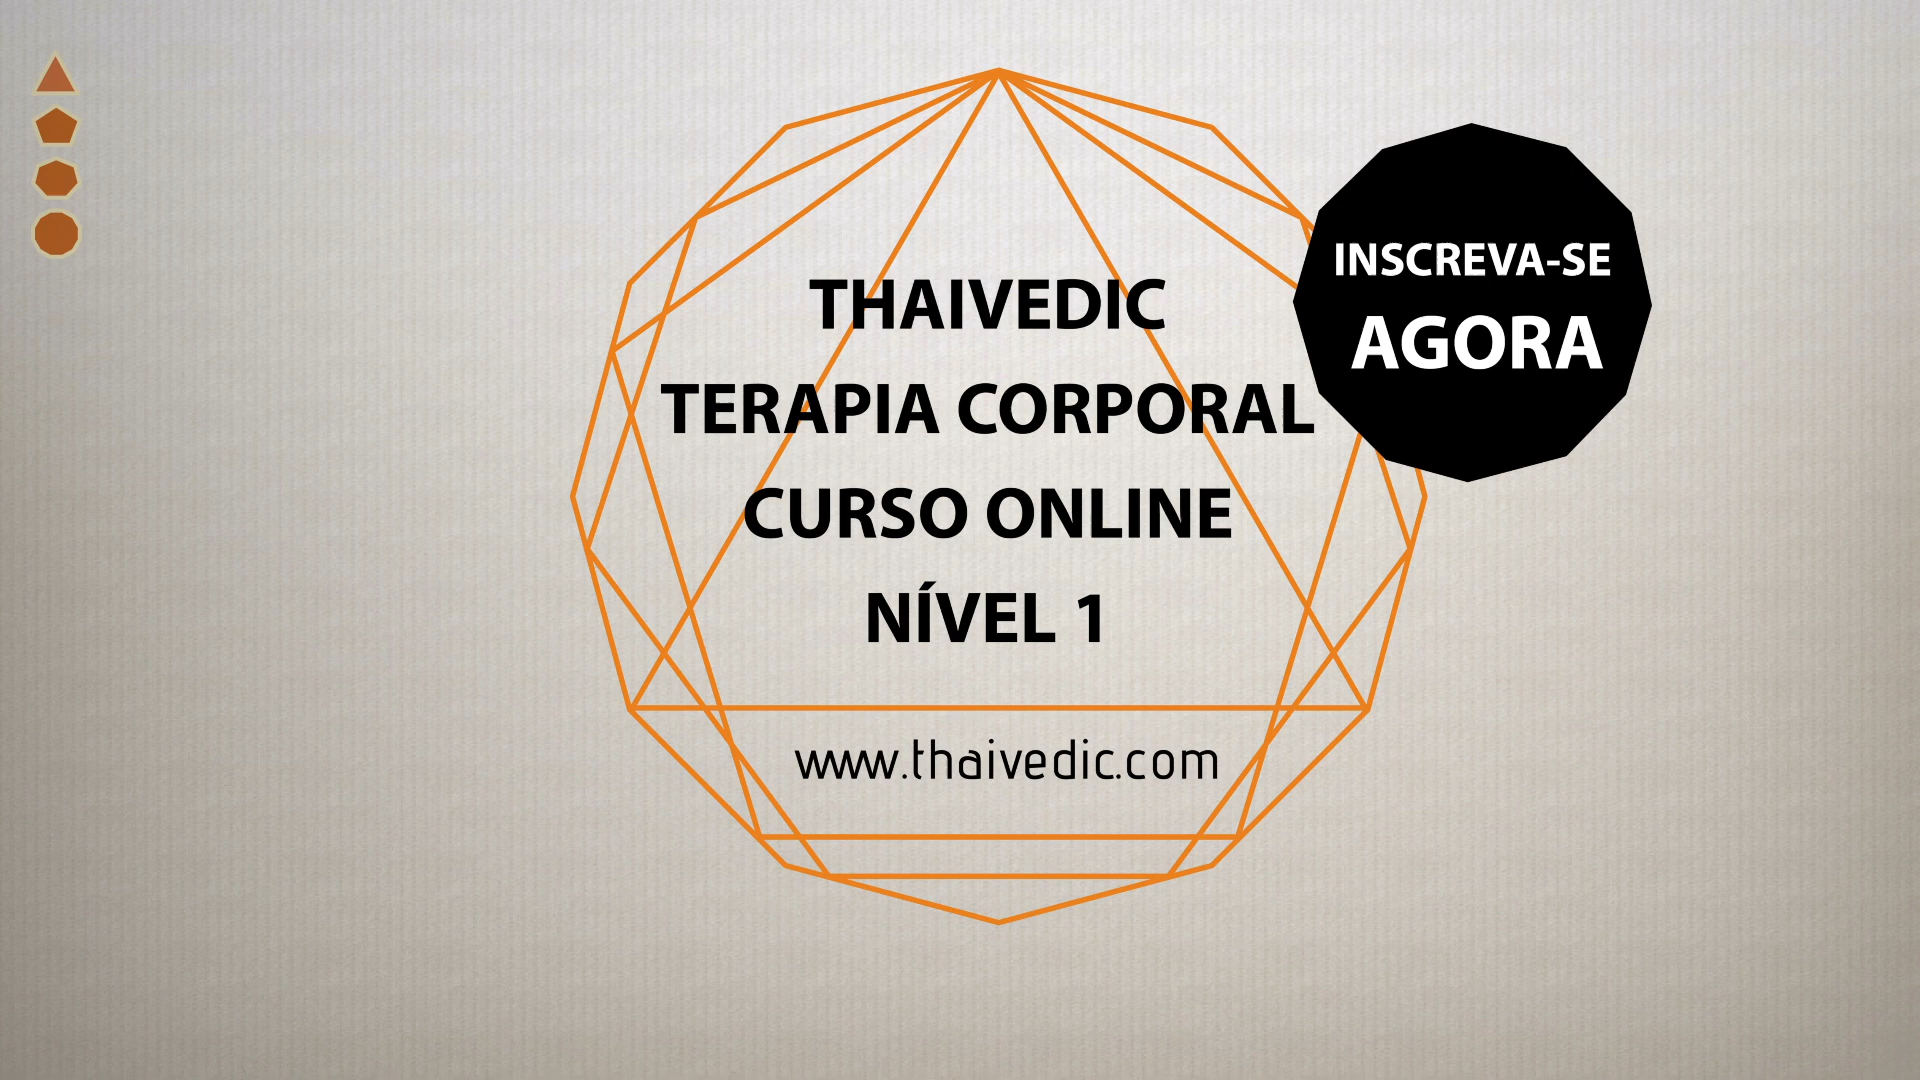 THAIVEDIC
TERAPIA CORPORAL
CURSO ONLINE
NÍVEL 1
www.thaivedic.com
INSCREVA-SE
AGORA